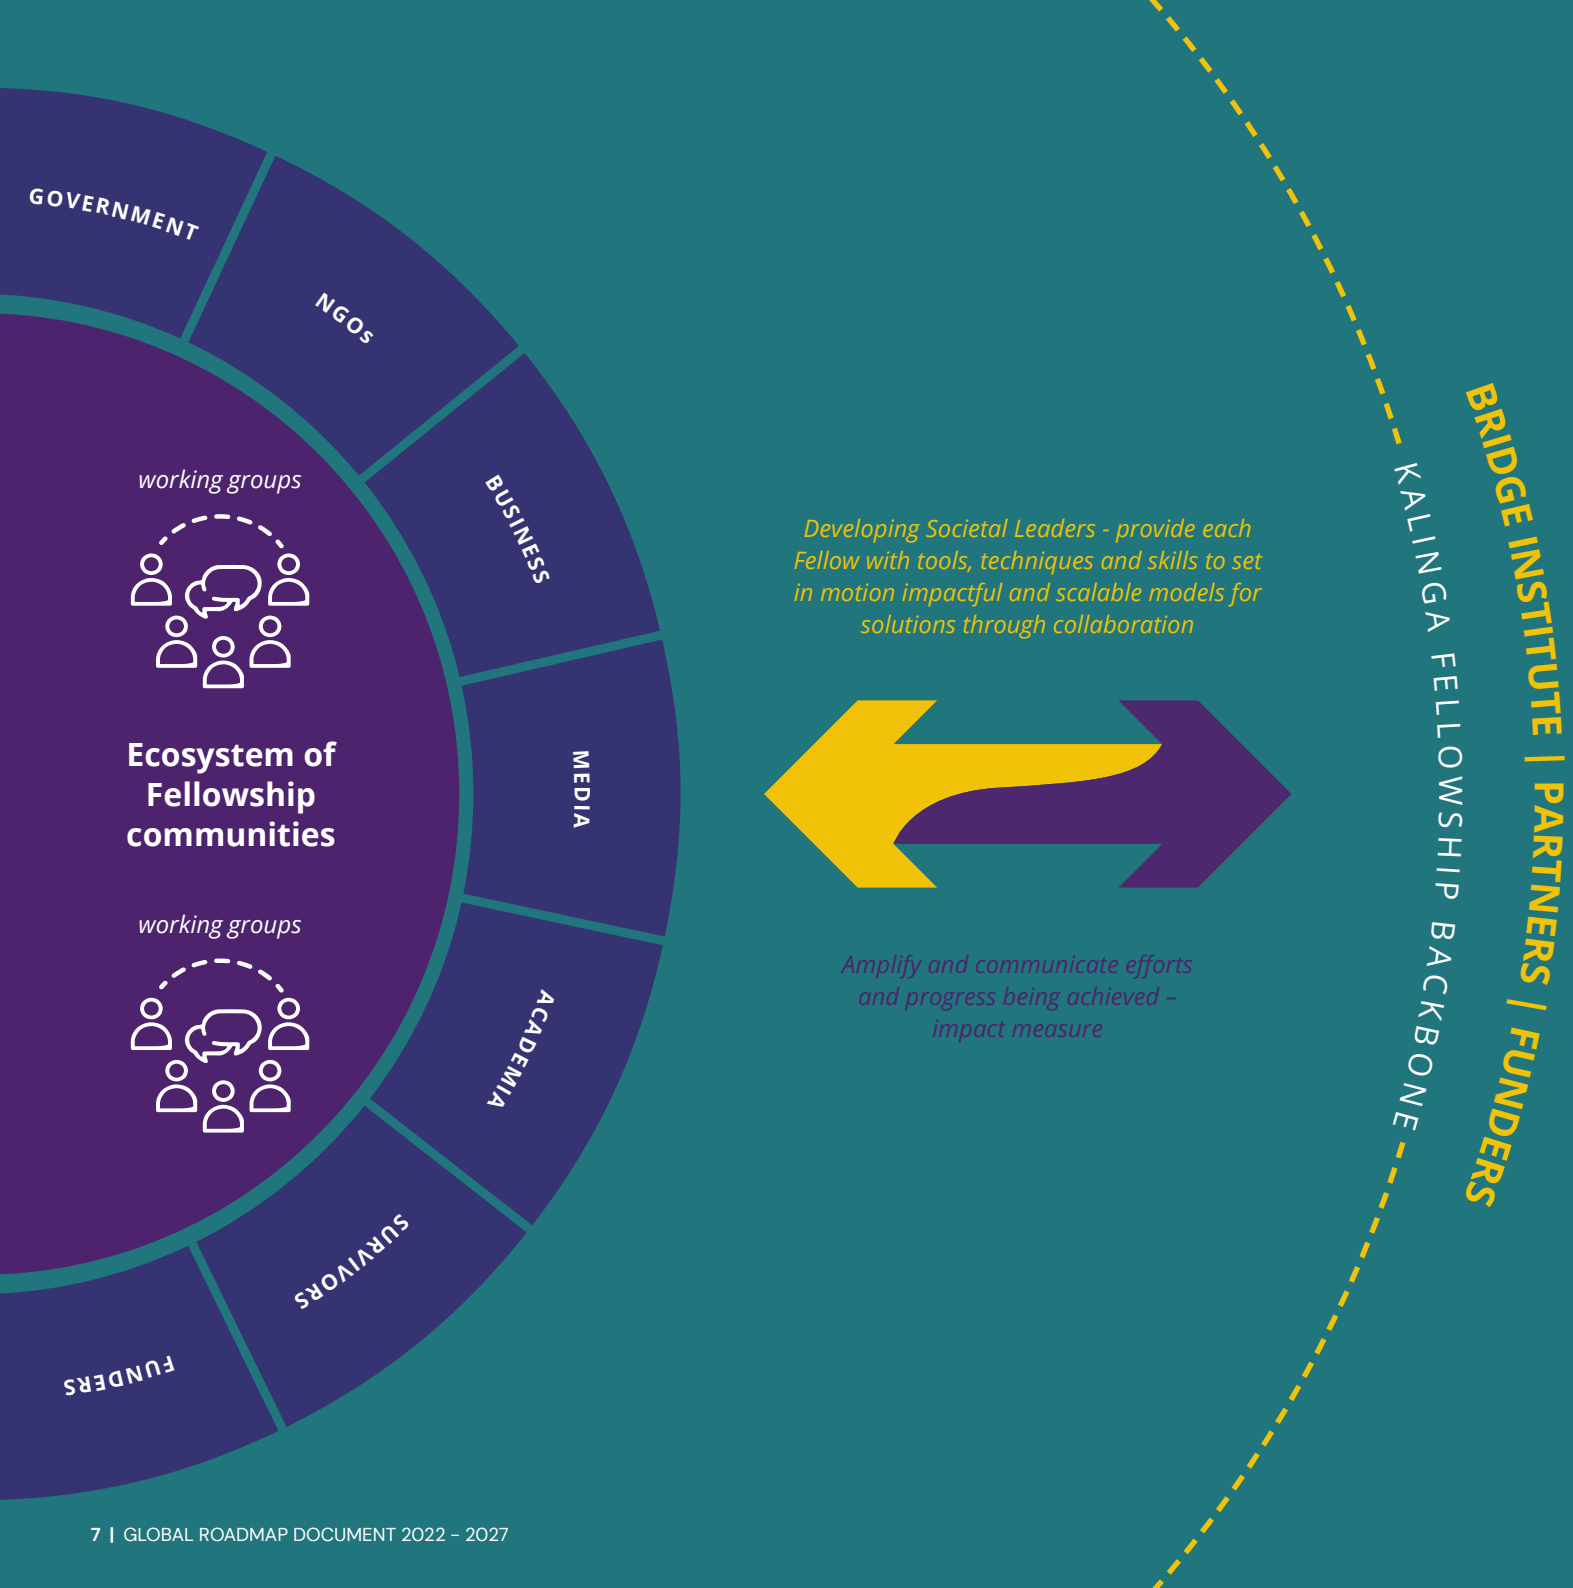 GOVERNMENT
NGOs
BUSINESS
MEDIA
ACADEMIA
SURVIVORS
FUNDERS
working groups
Ecosystem of
Fellowship
communities
working groups
Developing Societal Leaders - provide each
Fellow with tools, techniques and skills to set
in motion impactful and scalable models for
solutions through collaboration
Amplify and communicate efforts
and progress being achieved –
impact measure
KALINGA FELLOWSHIP BACKBONE
BRIDGE INSTITUTE | PARTNERS | FUNDERS
7 | GLOBAL ROADMAP DOCUMENT 2022 - 2027